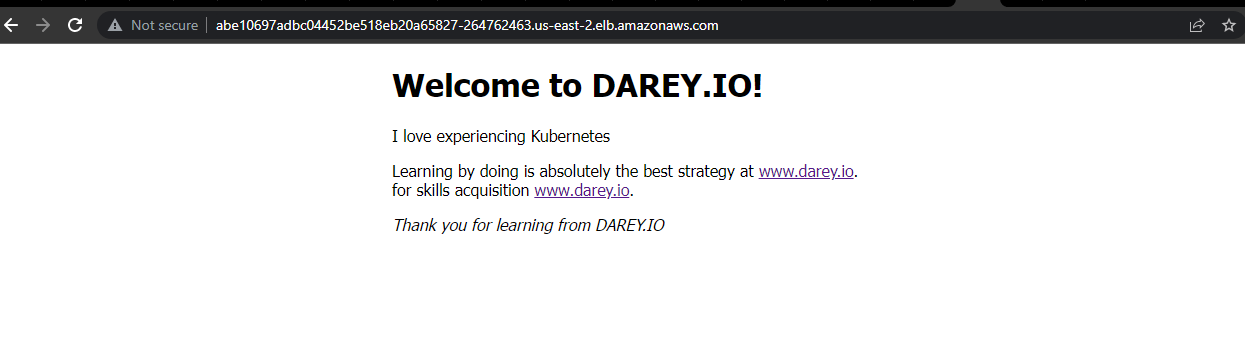 Not secure
abe10697adbc04452be518eb20a65827-264762463.us-east-2.elb.amazonaws.com
Welcome to DAREY.IO!
I love experiencing Kubernetes
Learning by doing is absolutely the best strategy at www.darey.io.
for skills acquisition www.darey.io.
Thank you for learning from DAREY.IO